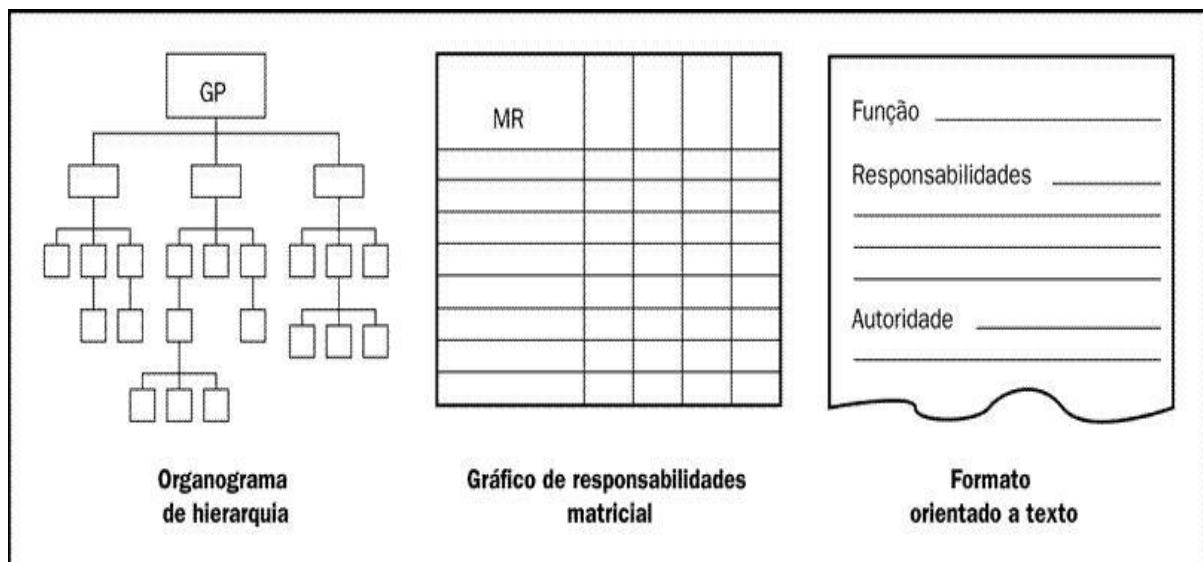 GP
MR
Função
Responsabilidades
Autoridade
Organograma
de hierarquia
Gráfico de responsabilidades
matricial
Formato
orientado a texto